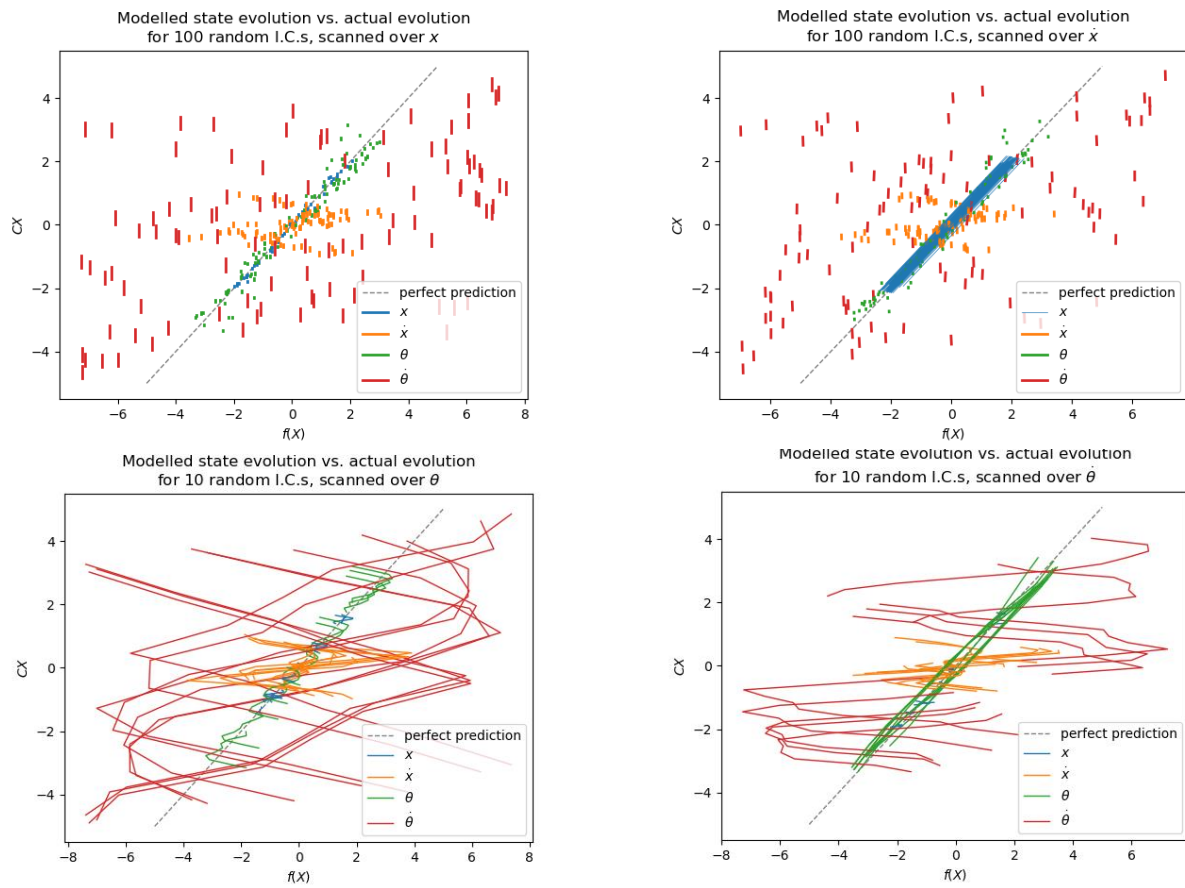 Modelled state evolution vs. actual evolution
for 100 random I.C.s, scanned over x
4
2
0
−2
−4
CX
perfect prediction
x
ẋ
θ
θ̇
−6
−4
−2
0
2
4
6
8
f(X)
Modelled state evolution vs. actual evolution
for 100 random I.C.s, scanned over ẋ
4
2
0
−2
−4
CX
perfect prediction
x
ẋ
θ
θ̇
−6
−4
−2
0
2
4
6
f(X)
Modelled state evolution vs. actual evolution
for 10 random I.C.s, scanned over θ
4
2
0
−2
−4
CX
perfect prediction
x
ẋ
θ
θ̇
−8
−6
−4
−2
0
2
4
6
8
f(X)
Modelled state evolution vs. actual evolution
for 10 random I.C.s, scanned over θ̇
4
2
0
−2
−4
CX
perfect prediction
x
ẋ
θ
θ̇
−8
−6
−4
−2
0
2
4
6
f(X)